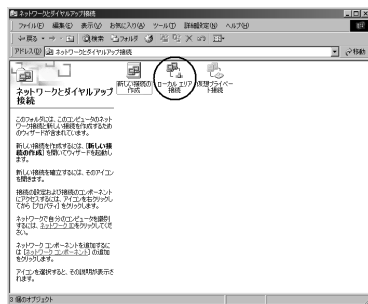 ネットワークとダイヤルアップ接続
ファイル(F) 編集(E) 表示(V) お気に入り(A) ツール(T) 詳細設定(N) ヘルプ(H)
戻る 検索 フォルダ
アドレス(D) ネットワークとダイヤルアップ接続 移動
ネットワークとダイヤルアップ
接続
このフォルダには、このコンピュータのネット
ワーク接続と新しい接続を作成するため
のウィザードが含まれています。
新しい接続を作成するには、[新しい接
続の作成] を開いてウィザードを起動し
ます。
新しい接続を確立するには、そのアイコン
を開きます。
接続の設定および接続のコンポーネント
にアクセスするには、アイコンを右クリックし
てから [プロパティ] をクリックします。
ネットワークで自分のコンピュータを識別
するには、ネットワーク IDをクリックしてくだ
さい。
ネットワーク コンポーネントを追加するに
は [ネットワーク コンポーネント] の追加
をクリックします。
アイコンを選択すると、その説明が表示さ
れます。
新しい接続の
作成
ローカル エリア
接続
仮想プライベー
ト接続
3 個のオブジェクト